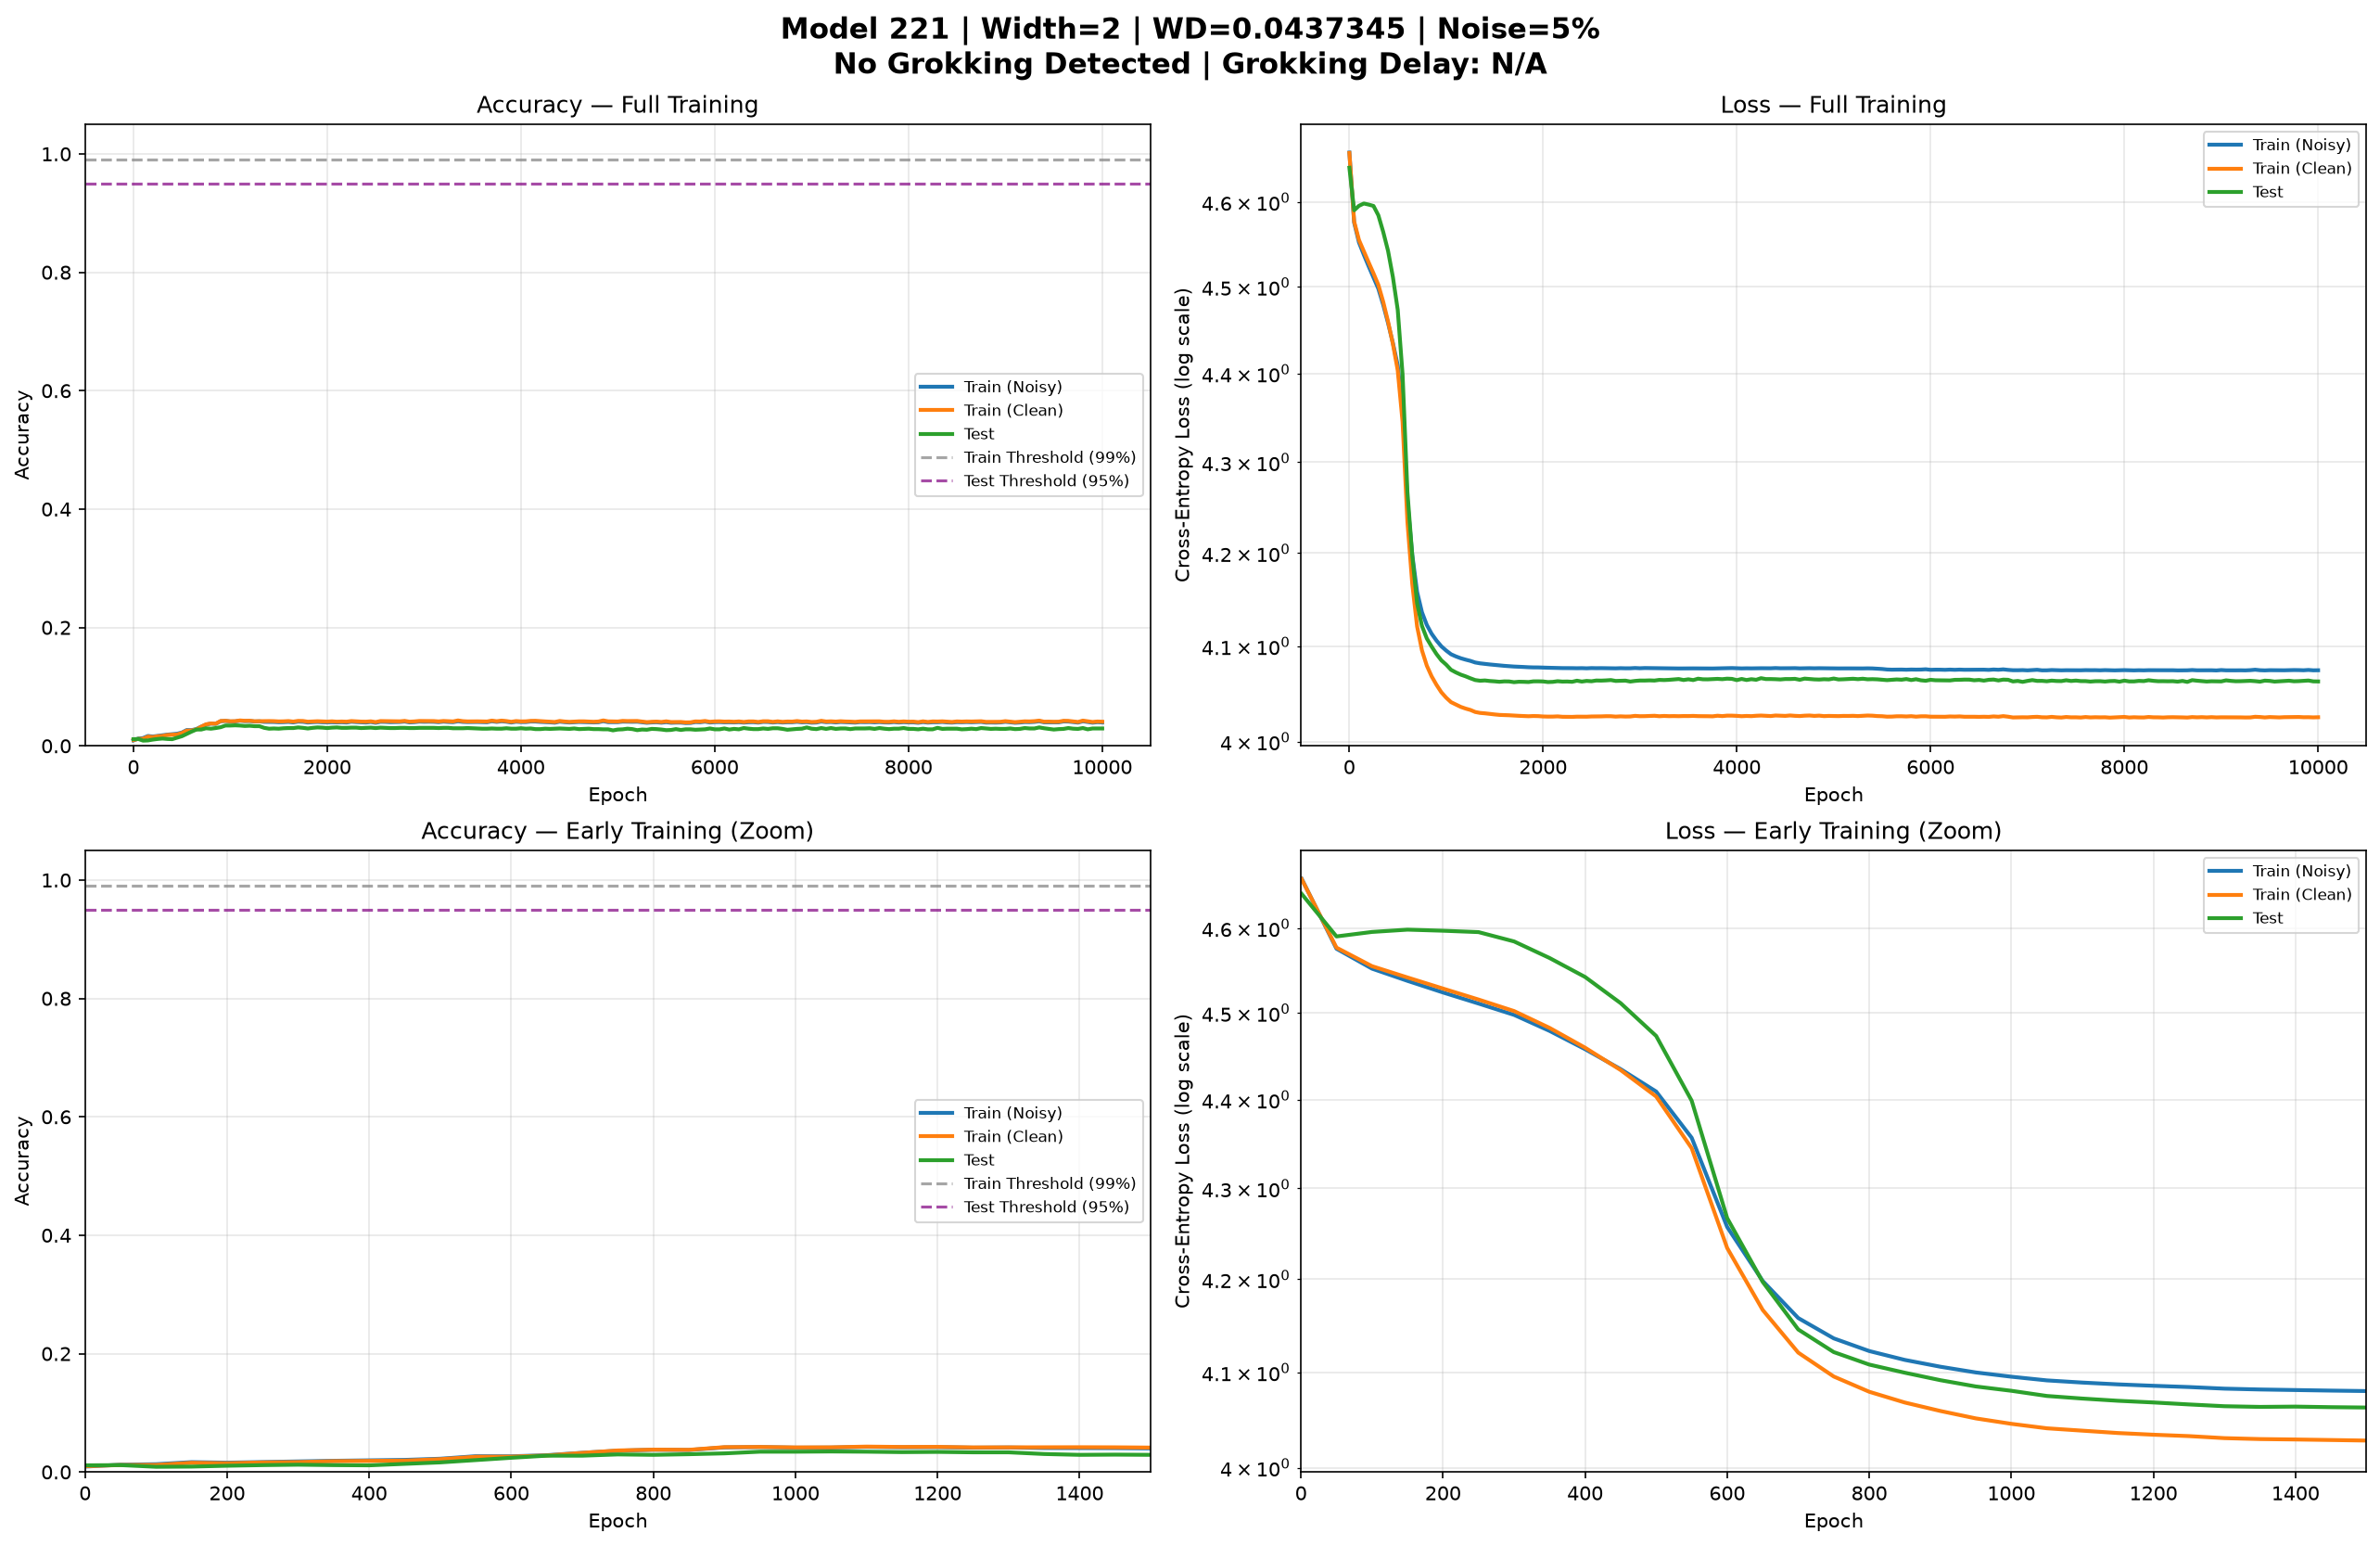 Model 221 | Width=2 | WD=0.0437345 | Noise=5%
No Grokking Detected | Grokking Delay: N/A
Accuracy — Full Training
Accuracy
1.0
0.8
0.6
0.4
0.2
0.0
Train (Noisy)
Train (Clean)
Test
Train Threshold (99%)
Test Threshold (95%)
0 2000 4000 6000 8000 10000
Epoch
Loss — Full Training
Cross-Entropy Loss (log scale)
4.6 × 10⁰
4.5 × 10⁰
4.4 × 10⁰
4.3 × 10⁰
4.2 × 10⁰
4.1 × 10⁰
4 × 10⁰
Train (Noisy)
Train (Clean)
Test
0 2000 4000 6000 8000 10000
Epoch
Accuracy — Early Training (Zoom)
Accuracy
1.0
0.8
0.6
0.4
0.2
0.0
Train (Noisy)
Train (Clean)
Test
Train Threshold (99%)
Test Threshold (95%)
0 200 400 600 800 1000 1200 1400
Epoch
Loss — Early Training (Zoom)
Cross-Entropy Loss (log scale)
4.6 × 10⁰
4.5 × 10⁰
4.4 × 10⁰
4.3 × 10⁰
4.2 × 10⁰
4.1 × 10⁰
4 × 10⁰
Train (Noisy)
Train (Clean)
Test
0 200 400 600 800 1000 1200 1400
Epoch